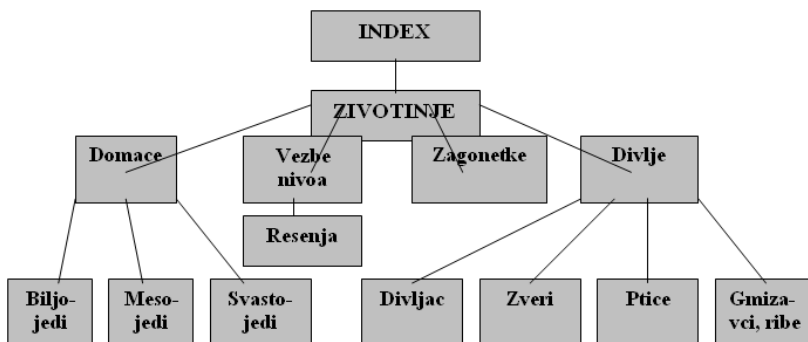 INDEX
ZIVOTINJE
Domace
Vezbe
nivoa
Zagonetke
Divlje
Resenja
Biljo-
jedi
Meso-
jedi
Svasto-
jedi
Divljac
Zveri
Ptice
Gmiza-
vci, ribe